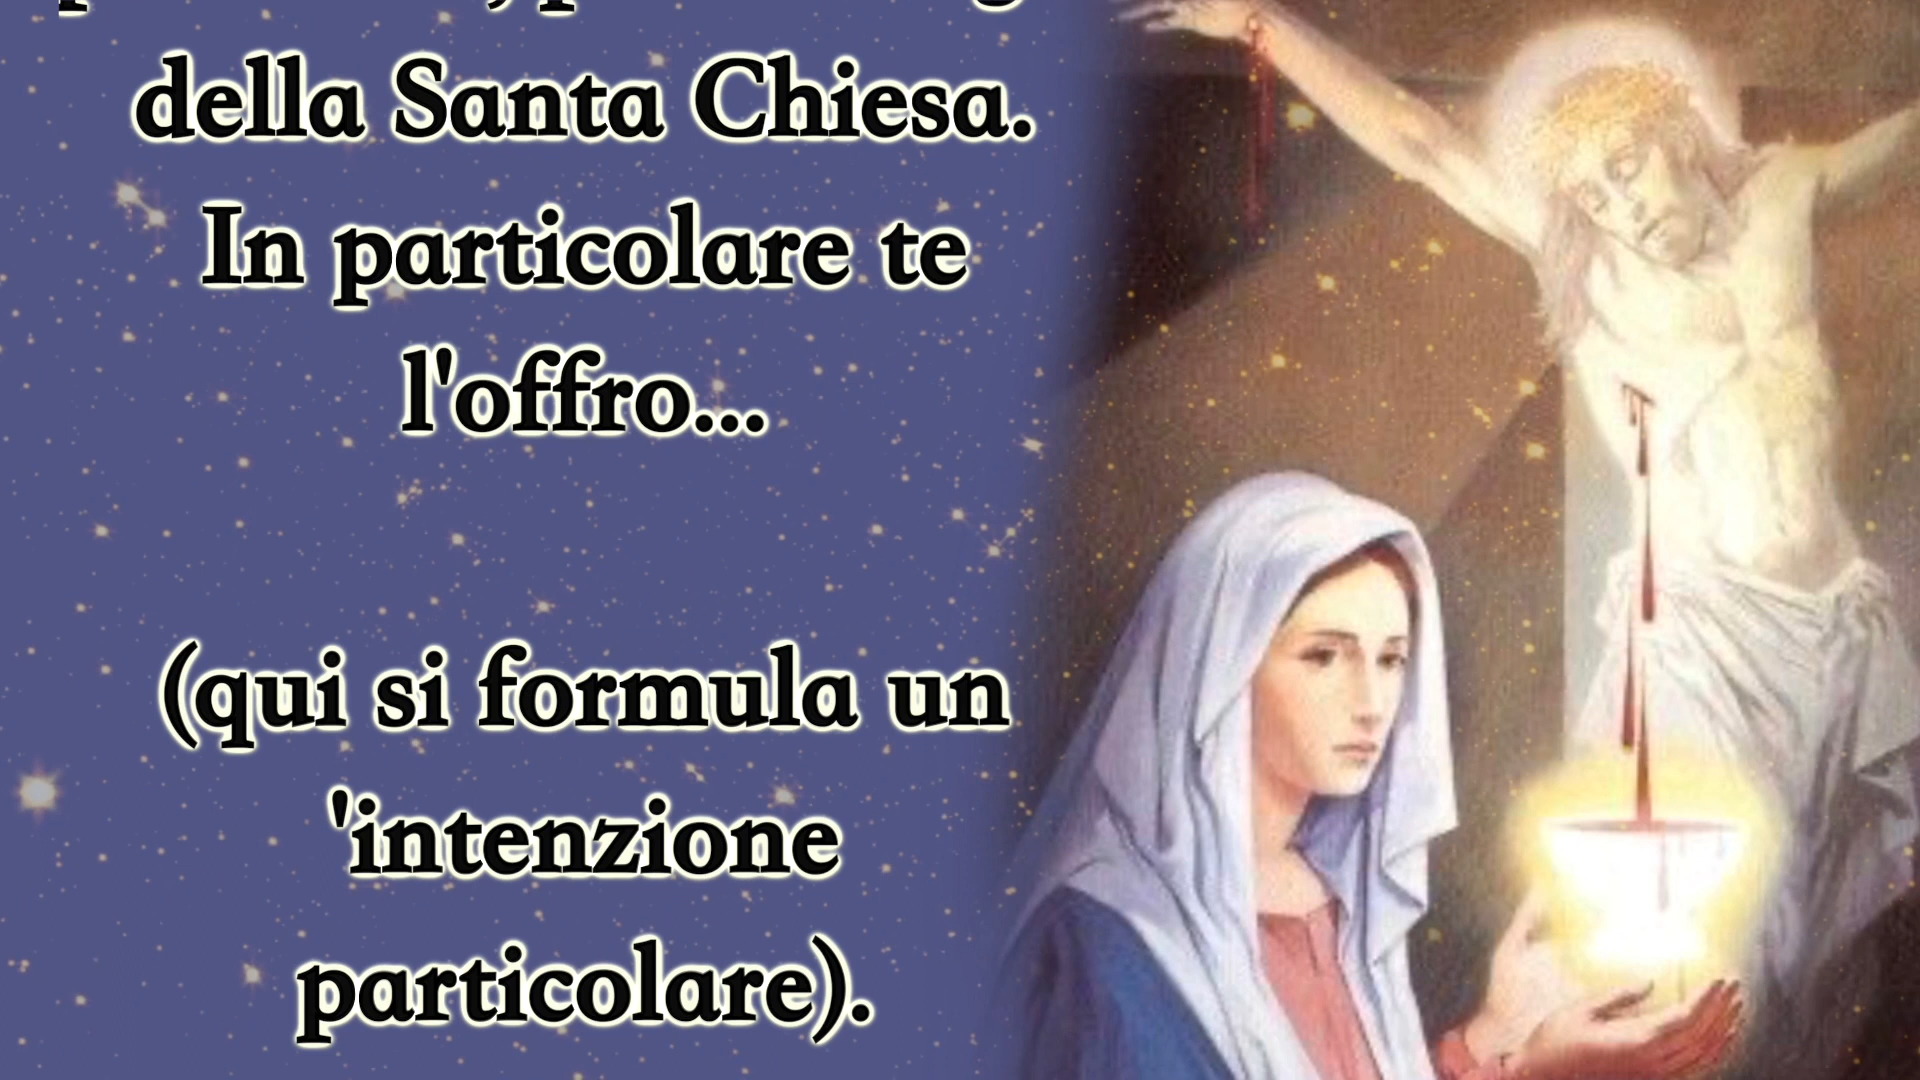 della Santa Chiesa.
In particolare te
l'offro...
(qui si formula un
'intenzione
particolare).